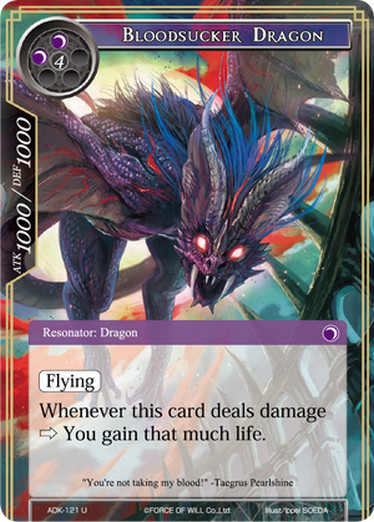 BLOODSUCKER DRAGON
4
ATK 1000 / DEF 1000
Resonator: Dragon
Flying
Whenever this card deals damage
⇨ You gain that much life.
"You're not taking my blood!" -Taegrus Pearlshine
ADK-121 U ©FORCE OF WILL Co.,Ltd. Illust/Ippei SOEDA